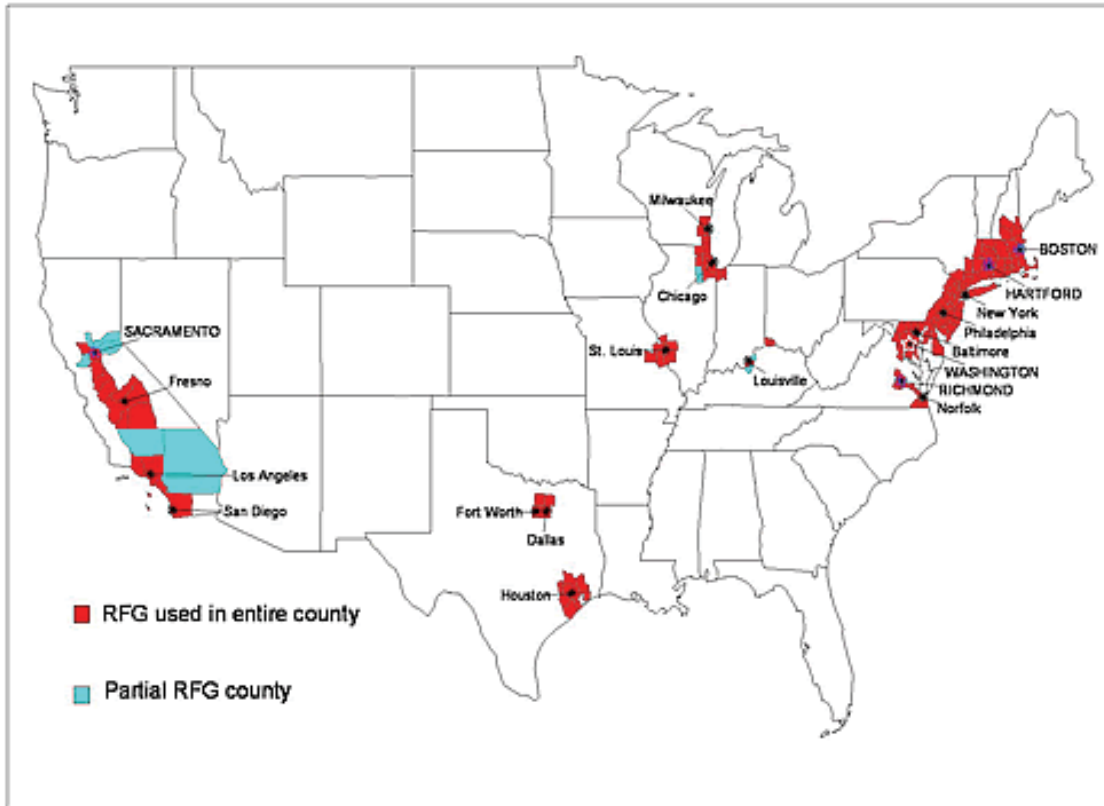 Milwaukee
BOSTON
Chicago
HARTFORD
New York
SACRAMENTO
Philadelphia
St. Louis
Baltimore
Fresno
Louisville
WASHINGTON
RICHMOND
Norfolk
Los Angeles
San Diego
Fort Worth
Dallas
Houston
RFG used in entire county
Partial RFG county